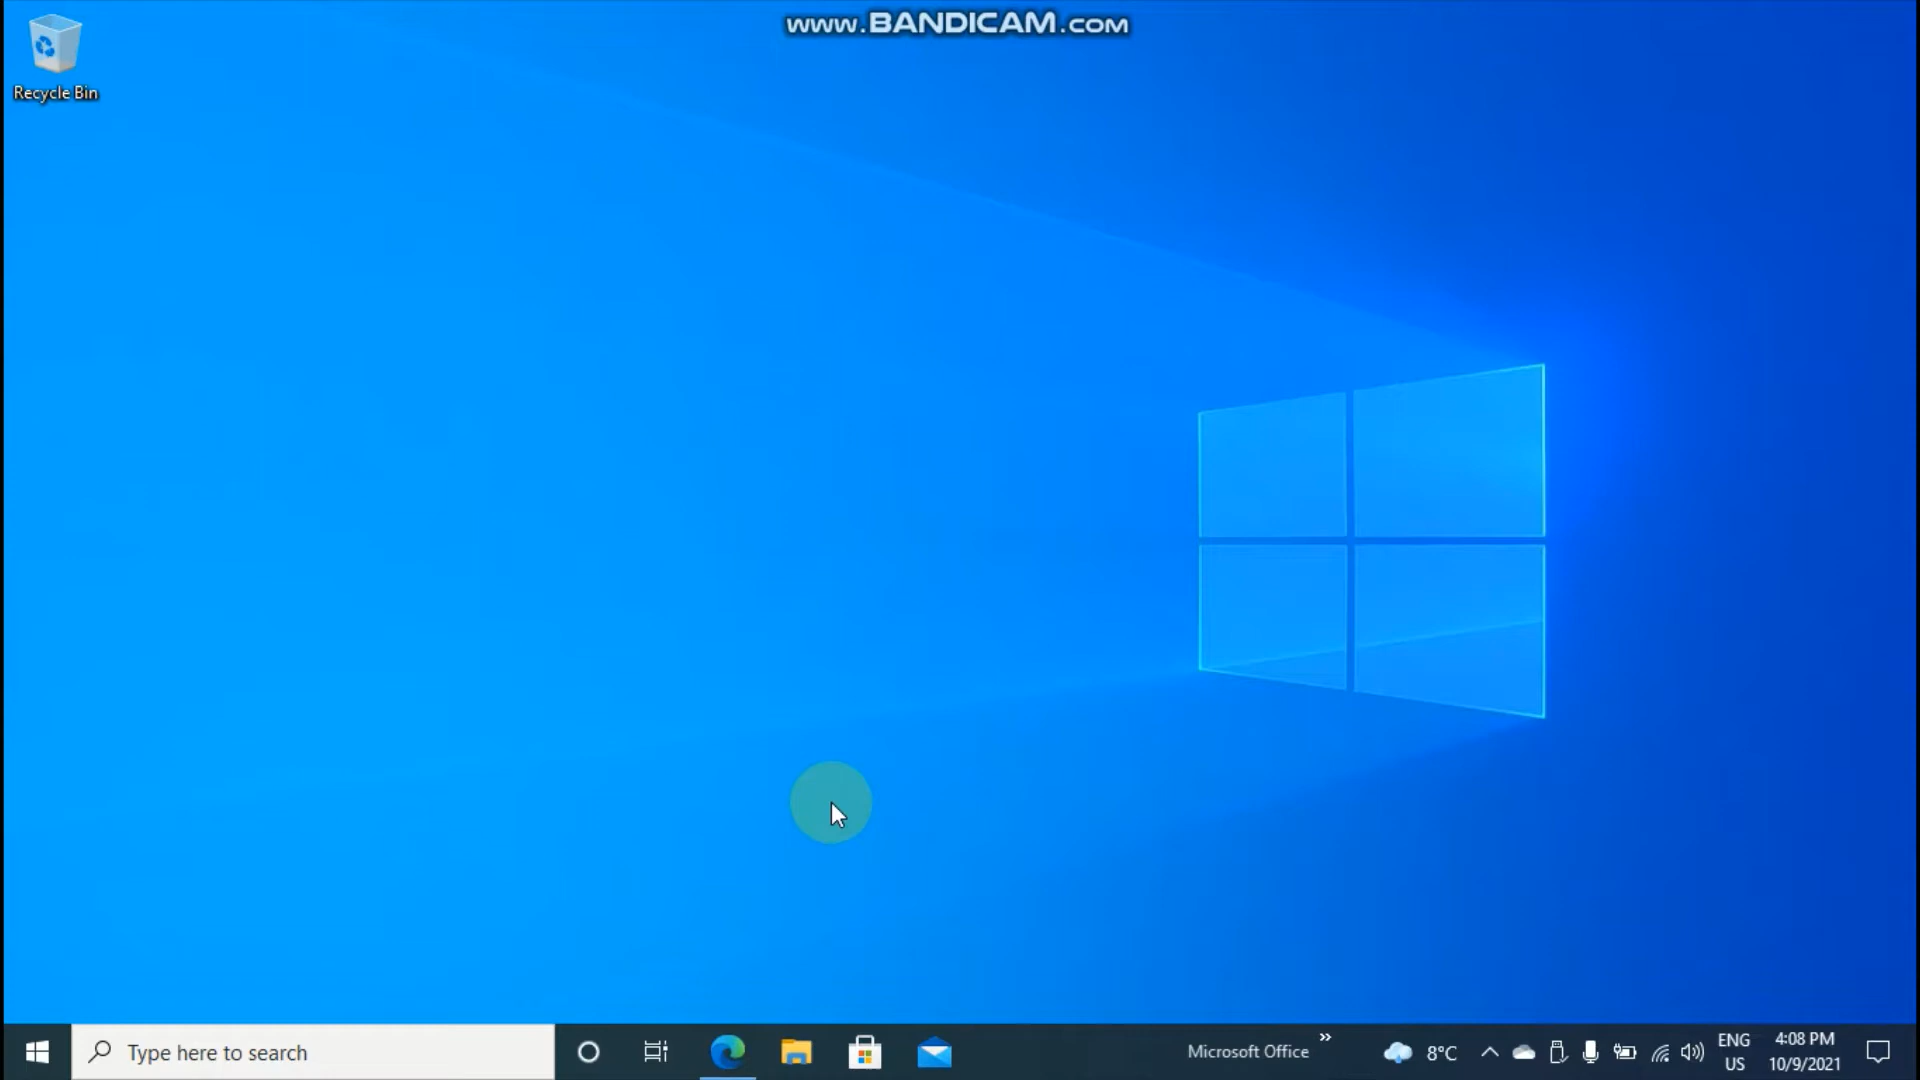 www.BANDICAM.com
Recycle Bin
Type here to search
Microsoft Office
8°C
ENG
US
4:08 PM
10/9/2021